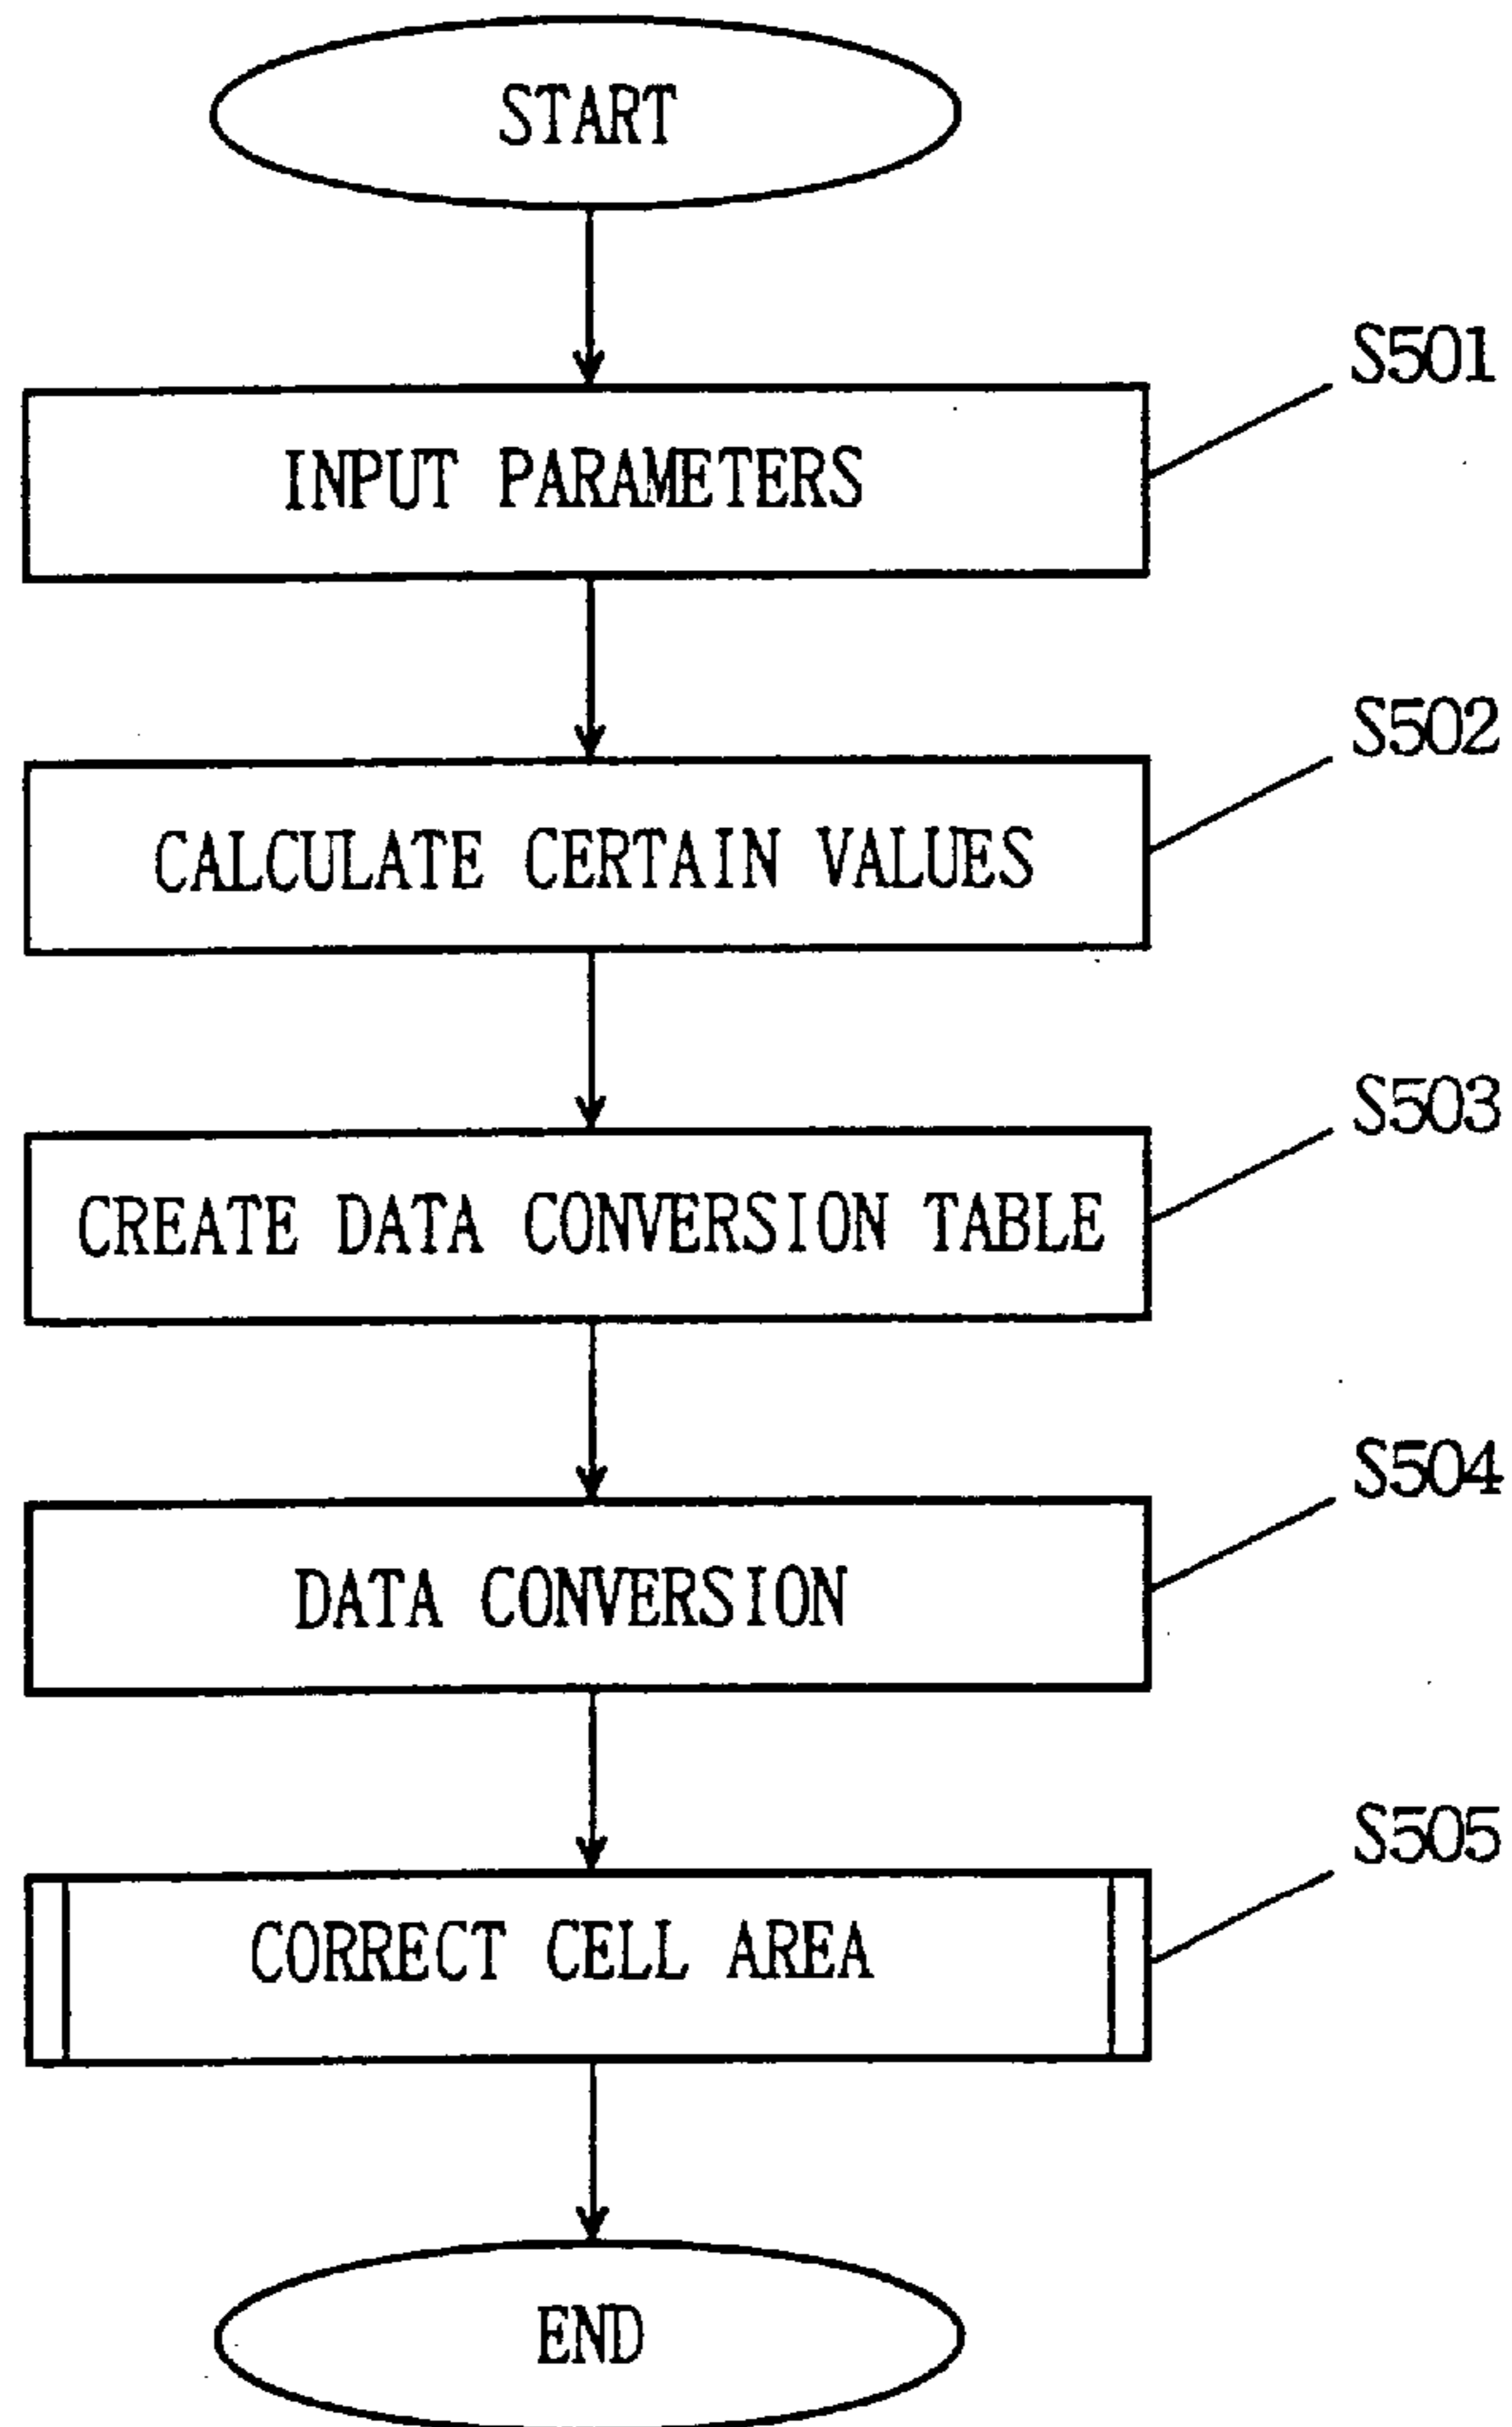 START
S501
INPUT PARAMETERS
S502
CALCULATE CERTAIN VALUES
S503
CREATE DATA CONVERSION TABLE
S504
DATA CONVERSION
S505
CORRECT CELL AREA
END